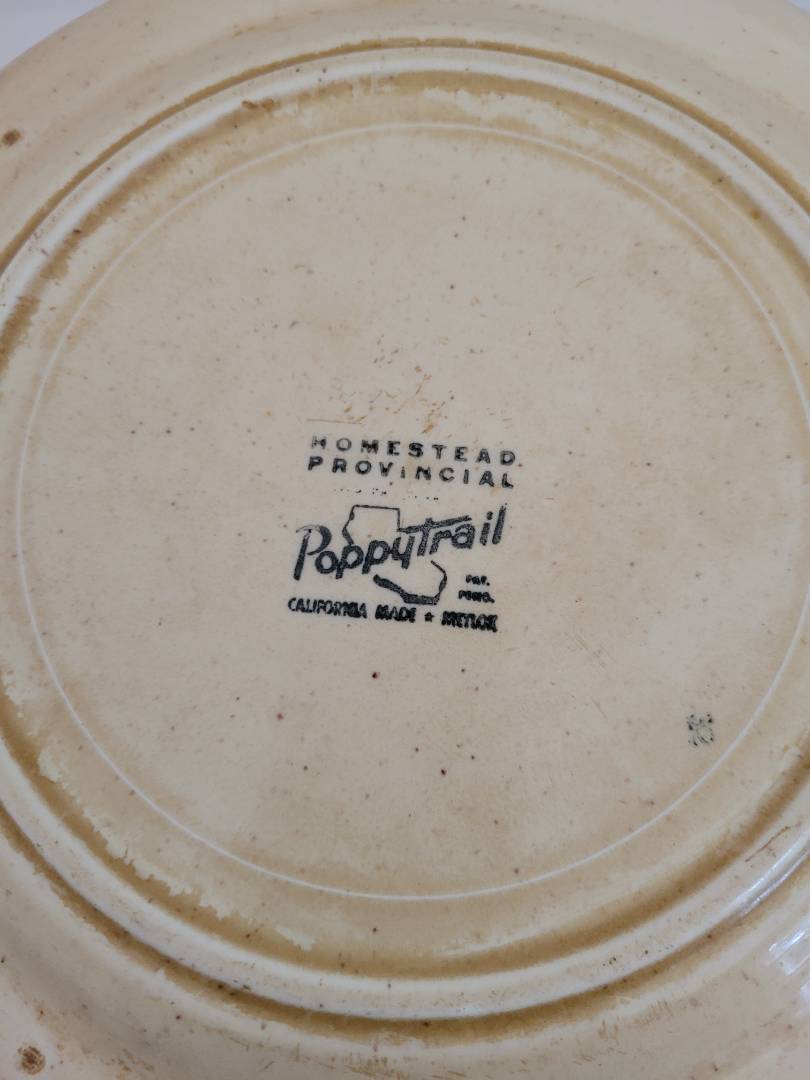 HOMESTEAD
PROVINCIAL
Poppytrail
PAT.
PEND.
CALIFORNIA MADE ★ METLOX